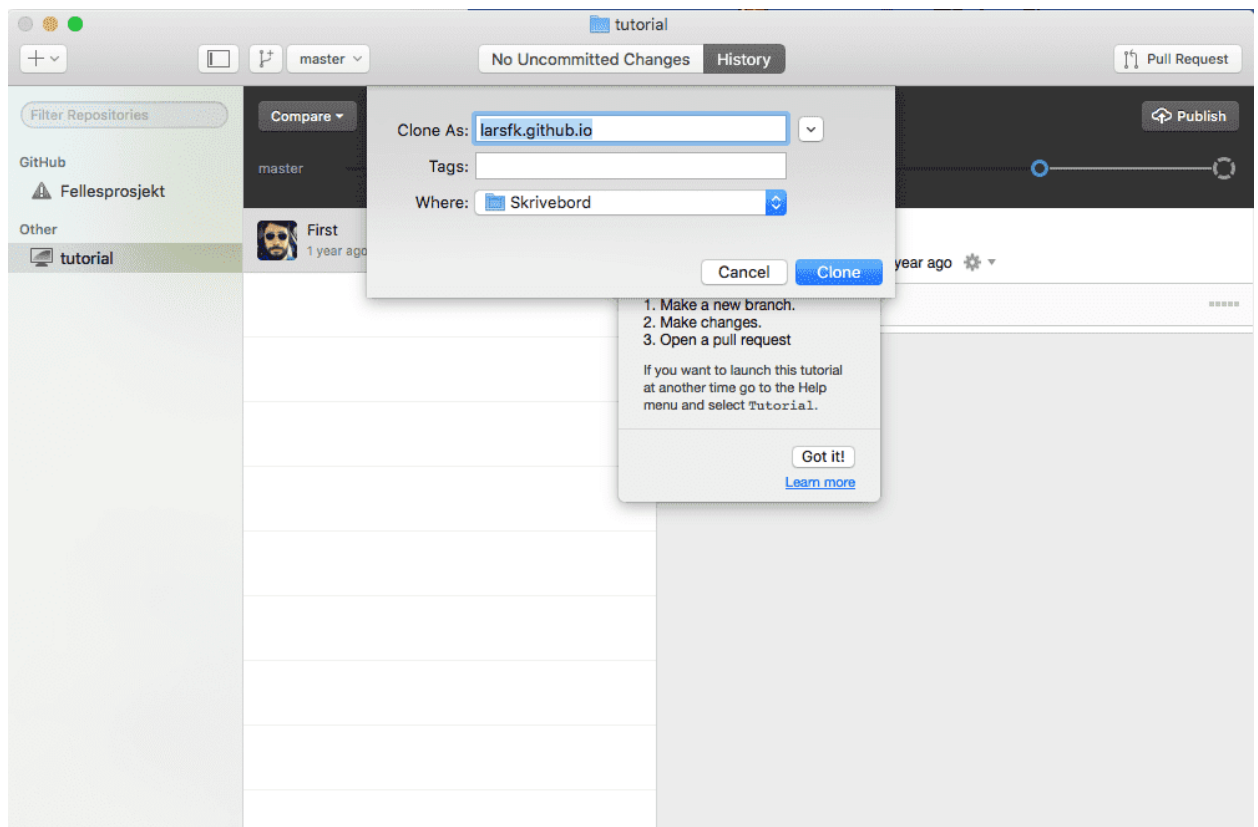 tutorial
master
No Uncommitted Changes
History
Pull Request
Filter Repositories
GitHub
Fellesprosjekt
Other
tutorial
Compare
master
Publish
Clone As: larsfk.github.io
Tags:
Where: Skrivebord
Cancel
Clone
First
1 year ago
year ago
1. Make a new branch.
2. Make changes.
3. Open a pull request
If you want to launch this tutorial
at another time go to the Help
menu and select Tutorial.
Got it!
Learn more